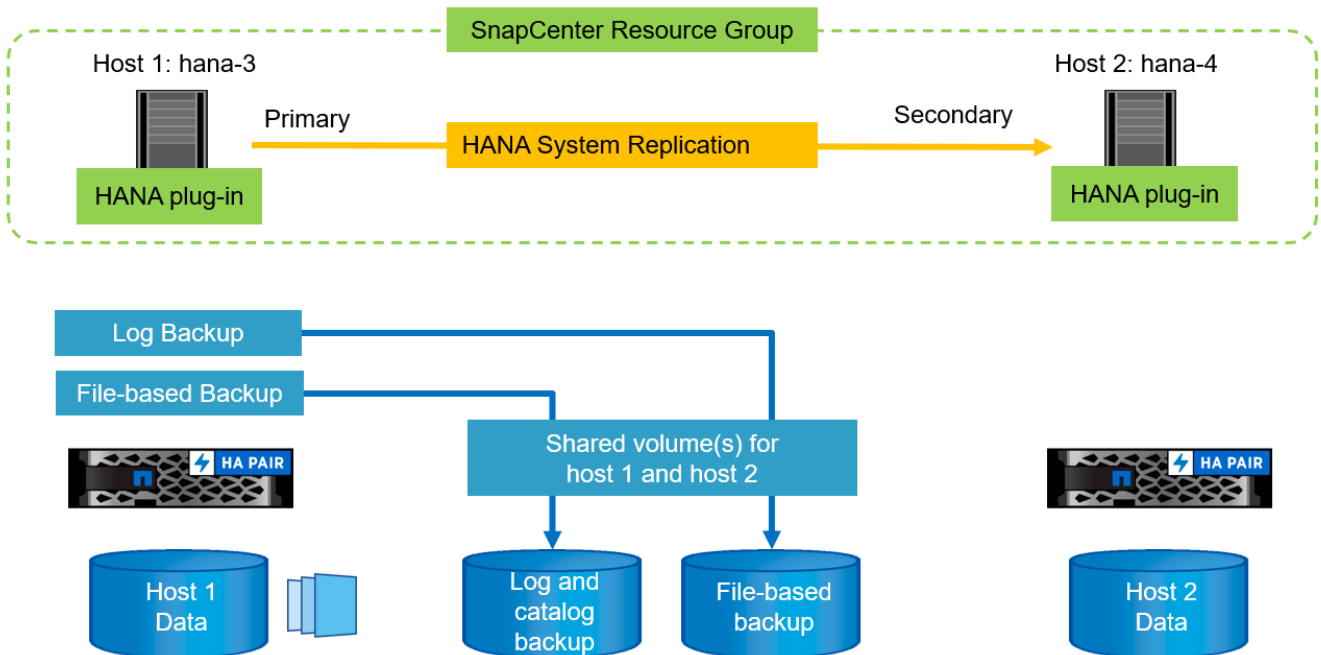 SnapCenter Resource Group
Host 1: hana-3
Host 2: hana-4
Primary
Secondary
HANA System Replication
HANA plug-in
HANA plug-in
Log Backup
File-based Backup
Shared volume(s) for
host 1 and host 2
HA PAIR
HA PAIR
Host 1
Data
Log and
catalog
backup
File-based
backup
Host 2
Data